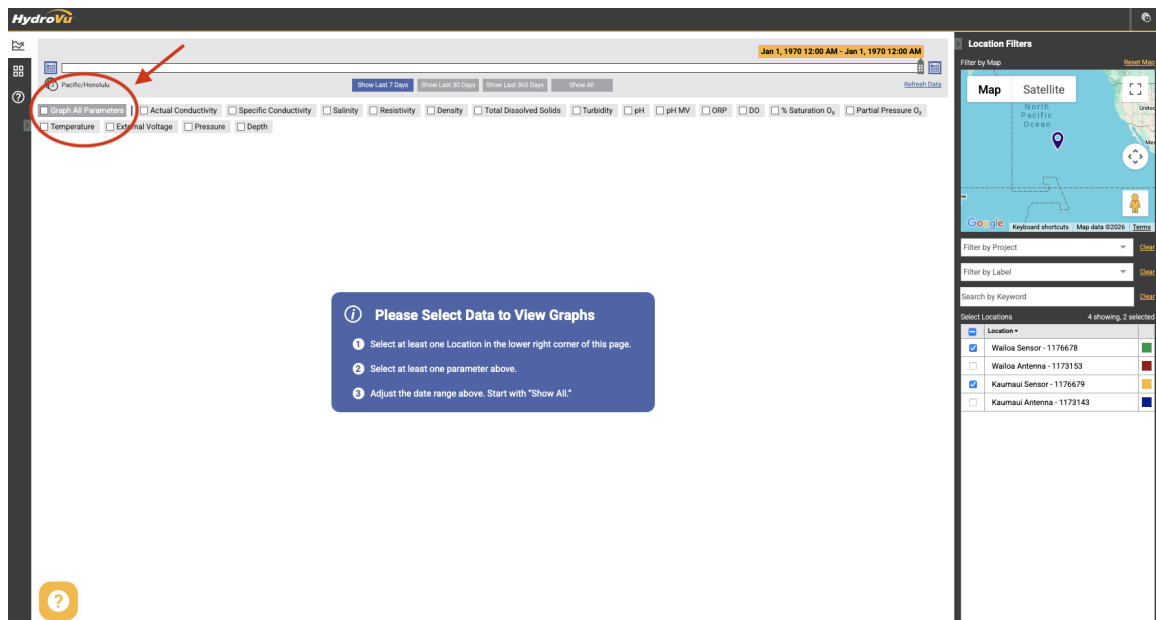 HydroVu
Jan 1, 1970 12:00 AM - Jan 1, 1970 12:00 AM
Pacific/Honolulu
Show Last 7 Days
Show Last 30 Days
Show Last 365 Days
Show All
Refresh Data
Graph All Parameters
Actual Conductivity
Specific Conductivity
Salinity
Resistivity
Density
Total Dissolved Solids
Turbidity
pH
pH MV
ORP
DO
% Saturation O₂
Partial Pressure O₂
Temperature
External Voltage
Pressure
Depth
Please Select Data to View Graphs
1 Select at least one Location in the lower right corner of this page.
2 Select at least one parameter above.
3 Adjust the date range above. Start with “Show All.”
?
Location Filters
Filter by Map
Reset Map
Map
Satellite
North
Pacific
Ocean
Google
Keyboard shortcuts
Map data ©2026
Terms
Filter by Project
Clear
Filter by Label
Clear
Search by Keyword
Clear
Select Locations
4 showing, 2 selected
Location
Wailoa Sensor - 1176678
Wailoa Antenna - 1173153
Kaumaui Sensor - 1176679
Kaumaui Antenna - 1173143